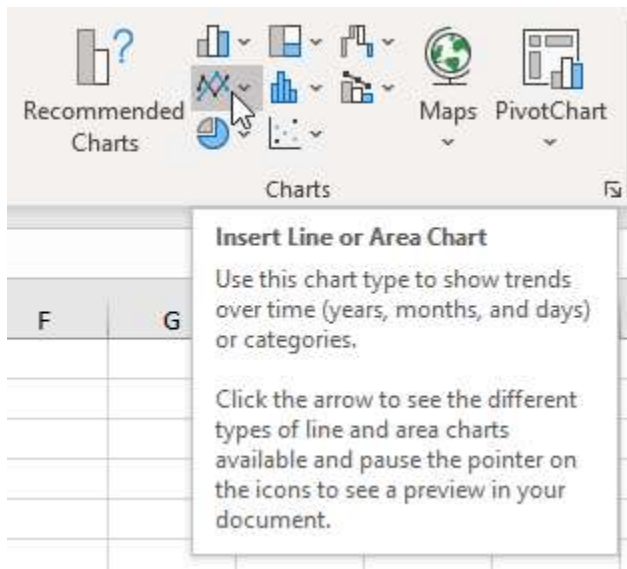 Recommended
Charts
Maps
PivotChart
Charts
Insert Line or Area Chart
Use this chart type to show trends
over time (years, months, and days)
or categories.
Click the arrow to see the different
types of line and area charts
available and pause the pointer on
the icons to see a preview in your
document.
F
G